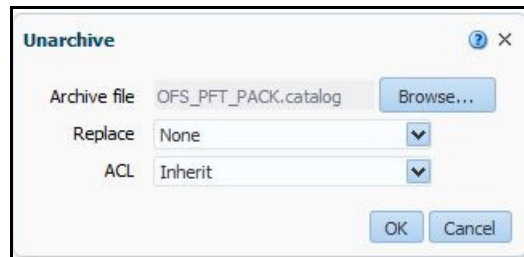 Unarchive
Archive file OFS_PFT_PACK.catalog Browse...
Replace None
ACL Inherit
OK Cancel